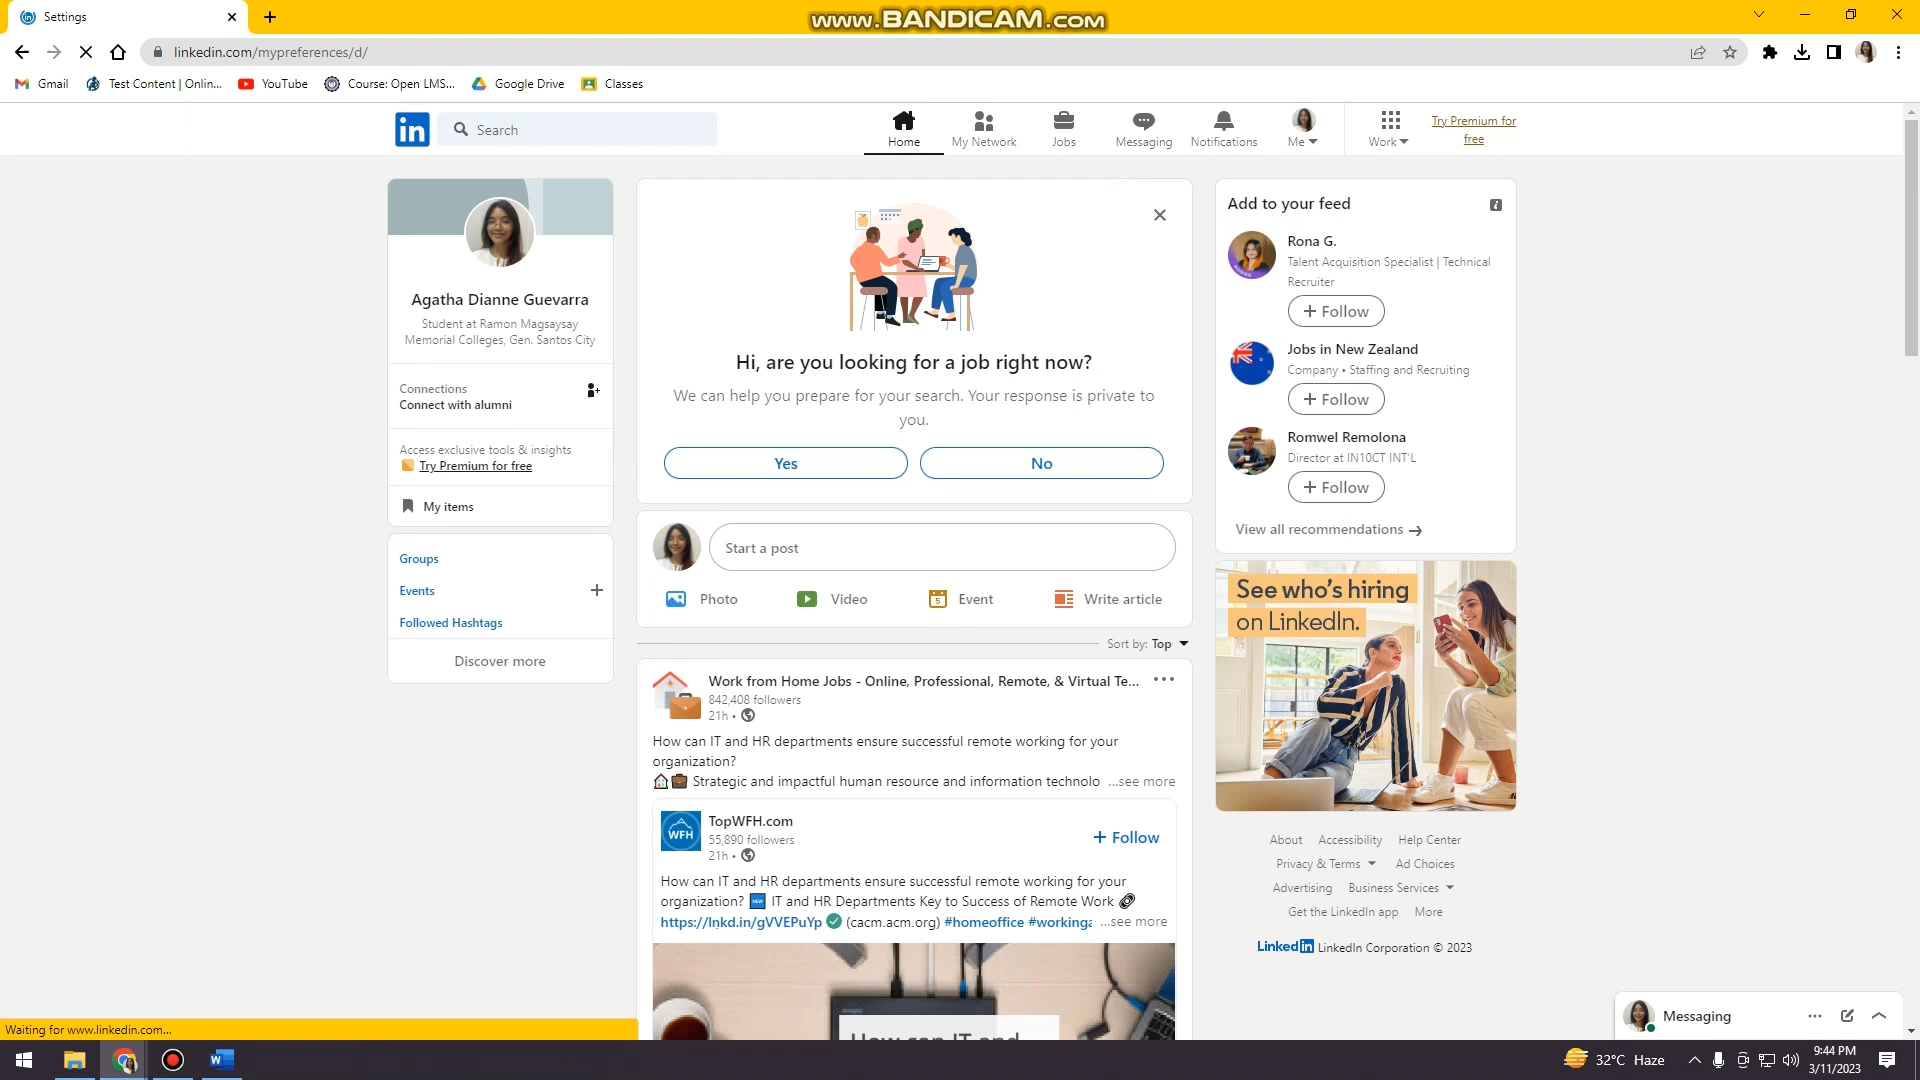 Settings
www.BANDICAM.com
linkedin.com/mypreferences/d/
Gmail
Test Content | Onlin...
YouTube
Course: Open LMS...
Google Drive
Classes
in
Search
Home
My Network
Jobs
Messaging
Notifications
Me
Work
Try Premium for
free
Agatha Dianne Guevarra
Student at Ramon Magsaysay
Memorial Colleges, Gen. Santos City
Connections
Connect with alumni
Access exclusive tools & insights
Try Premium for free
My items
Groups
Events
Followed Hashtags
Discover more
Hi, are you looking for a job right now?
We can help you prepare for your search. Your response is private to
you.
Yes
No
Start a post
Photo
Video
Event
Write article
Sort by: Top
Work from Home Jobs - Online, Professional, Remote, & Virtual Te...
842,408 followers
21h •
How can IT and HR departments ensure successful remote working for your
organization?
Strategic and impactful human resource and information technolo ...see more
WFH
TopWFH.com
55,890 followers
21h •
+ Follow
How can IT and HR departments ensure successful remote working for your
organization? IT and HR Departments Key to Success of Remote Work
https://lnkd.in/gVVEPuYp (cacm.acm.org) #homeoffice #workinga ...see more
How can IT and
Add to your feed
Rona G.
Talent Acquisition Specialist | Technical
Recruiter
+ Follow
Jobs in New Zealand
Company • Staffing and Recruiting
+ Follow
Romwel Remolona
Director at IN10CT INT'L
+ Follow
View all recommendations →
See who's hiring
on LinkedIn.
About
Accessibility
Help Center
Privacy & Terms
Ad Choices
Advertising
Business Services
Get the LinkedIn app
More
LinkedIn LinkedIn Corporation © 2023
Messaging
Waiting for www.linkedin.com...
32°C Haze
9:44 PM
3/11/2023